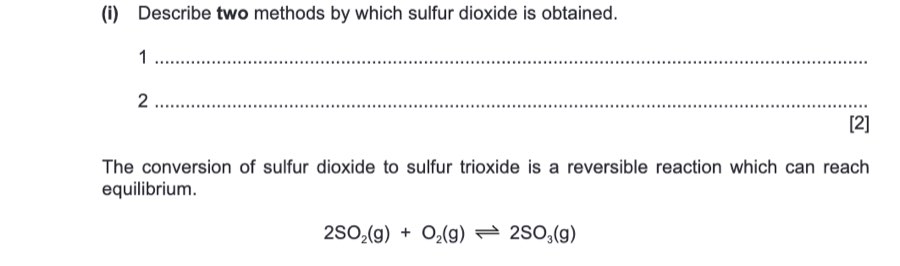 (i) Describe two methods by which sulfur dioxide is obtained.
1 ..........................................................................................................................................
2 ..........................................................................................................................................
[2]
The conversion of sulfur dioxide to sulfur trioxide is a reversible reaction which can reach
equilibrium.
2SO₂(g) + O₂(g) ⇌ 2SO₃(g)